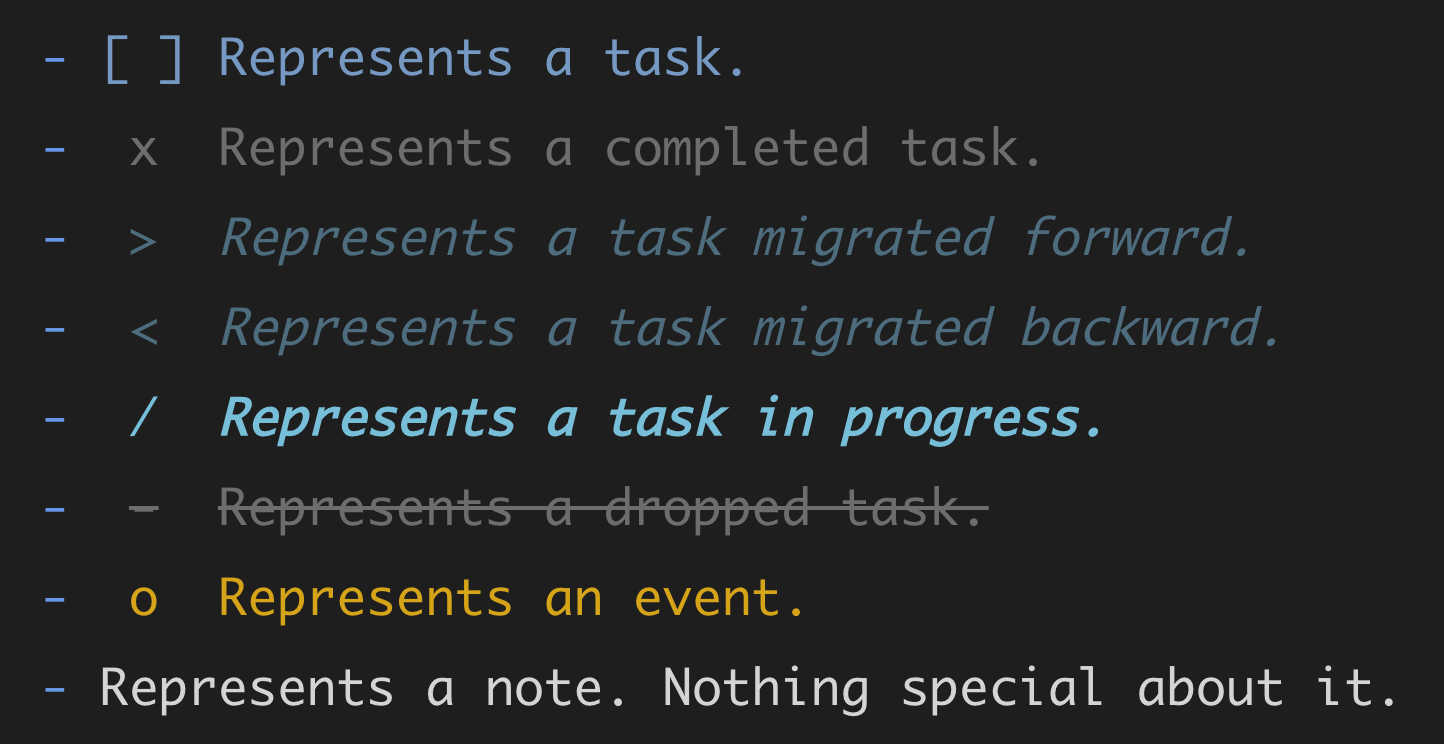 - [ ] Represents a task.
-  x  Represents a completed task.
-  >  Represents a task migrated forward.
-  <  Represents a task migrated backward.
-  /  Represents a task in progress.
-  -  Represents a dropped task.
-  o  Represents an event.
- Represents a note. Nothing special about it.